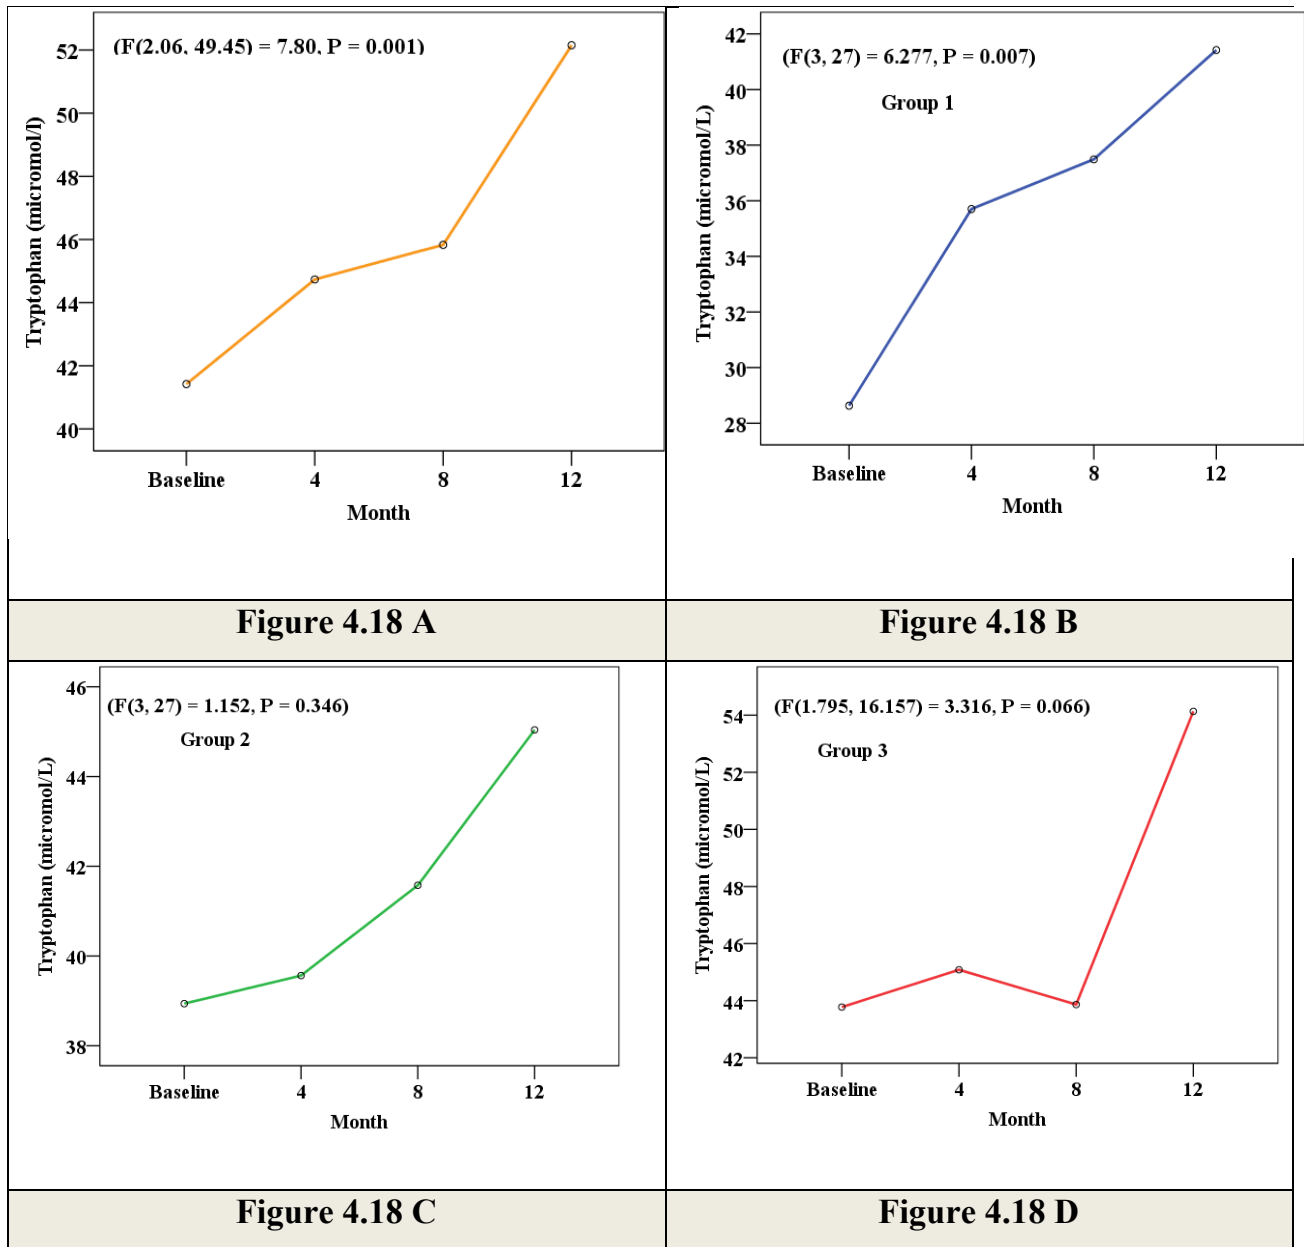 (F(2.06, 49.45) = 7.80, P = 0.001)
52
50
48
46
44
42
40
Tryptophan (micromol/l)
Baseline 4 8 12
Month
(F(3, 27) = 6.277, P = 0.007)
Group 1
42
40
38
36
34
32
30
28
Tryptophan (micromol/L)
Baseline 4 8 12
Month
Figure 4.18 A
Figure 4.18 B
(F(3, 27) = 1.152, P = 0.346)
Group 2
46
44
42
40
38
Tryptophan (micromol/L)
Baseline 4 8 12
Month
(F(1.795, 16.157) = 3.316, P = 0.066)
Group 3
54
52
50
48
46
44
42
Tryptophan (micromol/L)
Baseline 4 8 12
Month
Figure 4.18 C
Figure 4.18 D